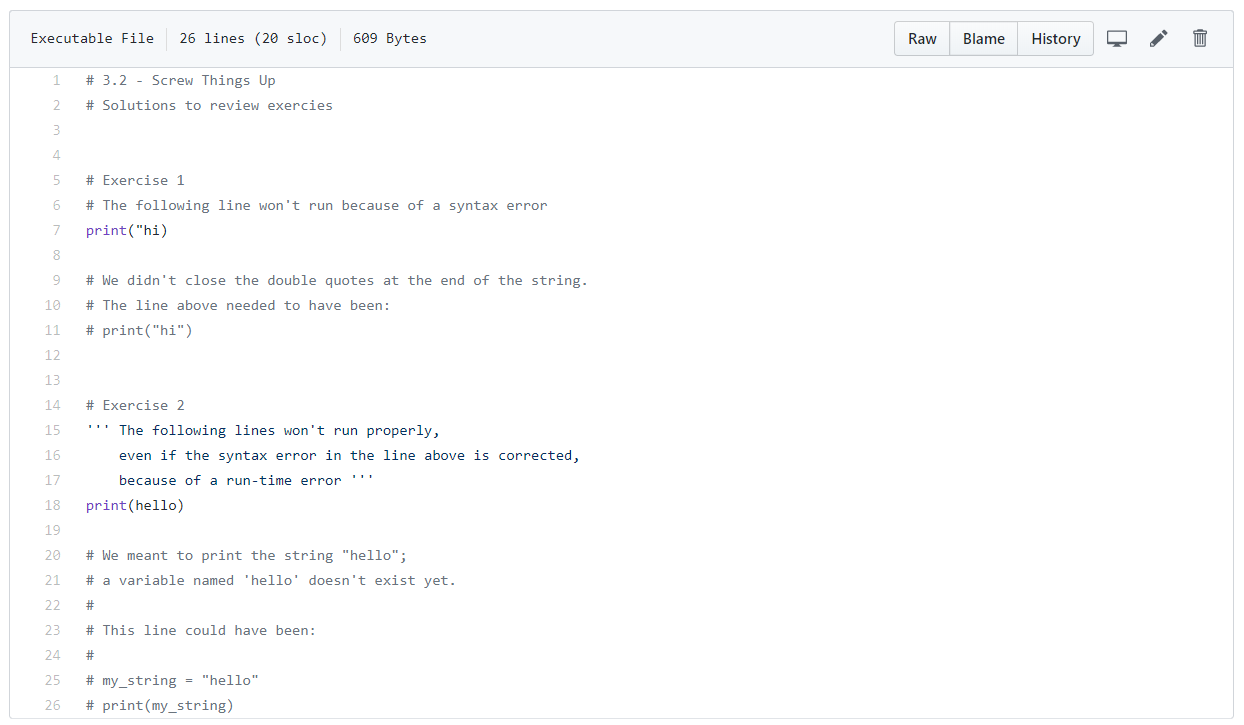 Executable File 26 lines (20 sloc) 609 Bytes Raw Blame History
1 # 3.2 - Screw Things Up
2 # Solutions to review exercies
3
4
5 # Exercise 1
6 # The following line won't run because of a syntax error
7 print("hi)
8
9 # We didn't close the double quotes at the end of the string.
10 # The line above needed to have been:
11 # print("hi")
12
13
14 # Exercise 2
15 ''' The following lines won't run properly,
16     even if the syntax error in the line above is corrected,
17     because of a run-time error '''
18 print(hello)
19
20 # We meant to print the string "hello";
21 # a variable named 'hello' doesn't exist yet.
22 #
23 # This line could have been:
24 #
25 # my_string = "hello"
26 # print(my_string)